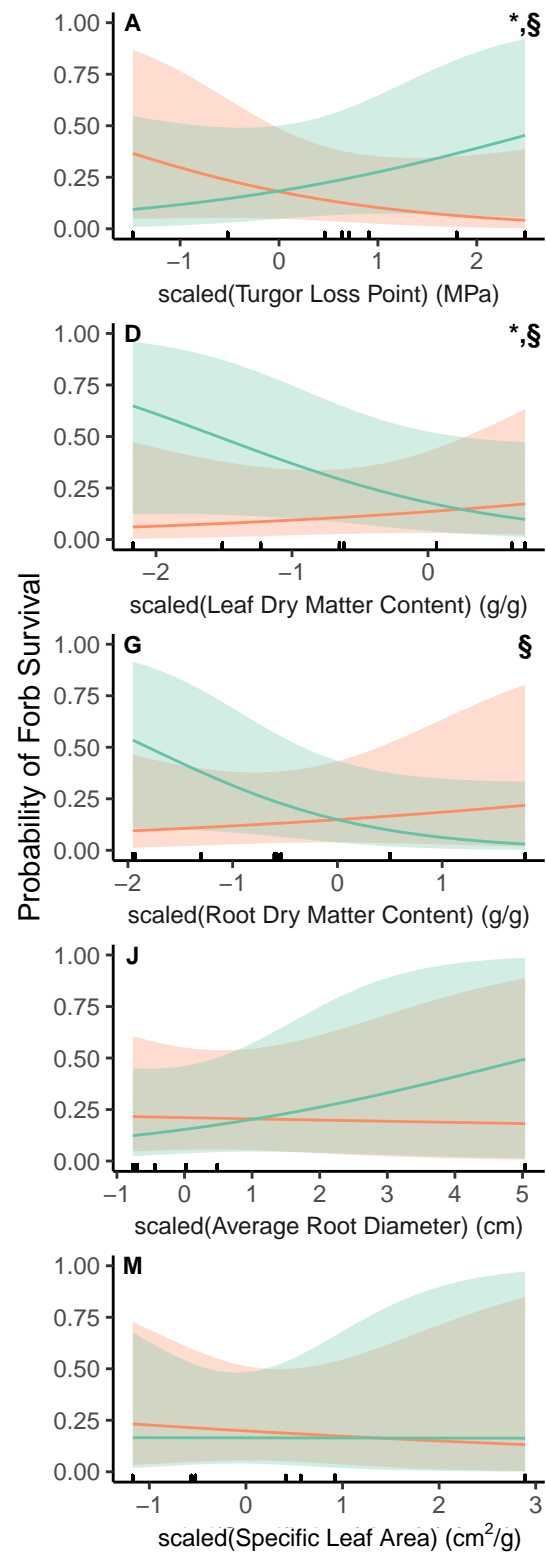 Probability of Forb Survival
A
*,§
1.00
0.75
0.50
0.25
0.00
−1 0 1 2
scaled(Turgor Loss Point) (MPa)
D
*,§
1.00
0.75
0.50
0.25
0.00
−2 −1 0
scaled(Leaf Dry Matter Content) (g/g)
G
§
1.00
0.75
0.50
0.25
0.00
−2 −1 0 1
scaled(Root Dry Matter Content) (g/g)
J
1.00
0.75
0.50
0.25
0.00
−1 0 1 2 3 4 5
scaled(Average Root Diameter) (cm)
M
1.00
0.75
0.50
0.25
0.00
−1 0 1 2 3
scaled(Specific Leaf Area) (cm²/g)